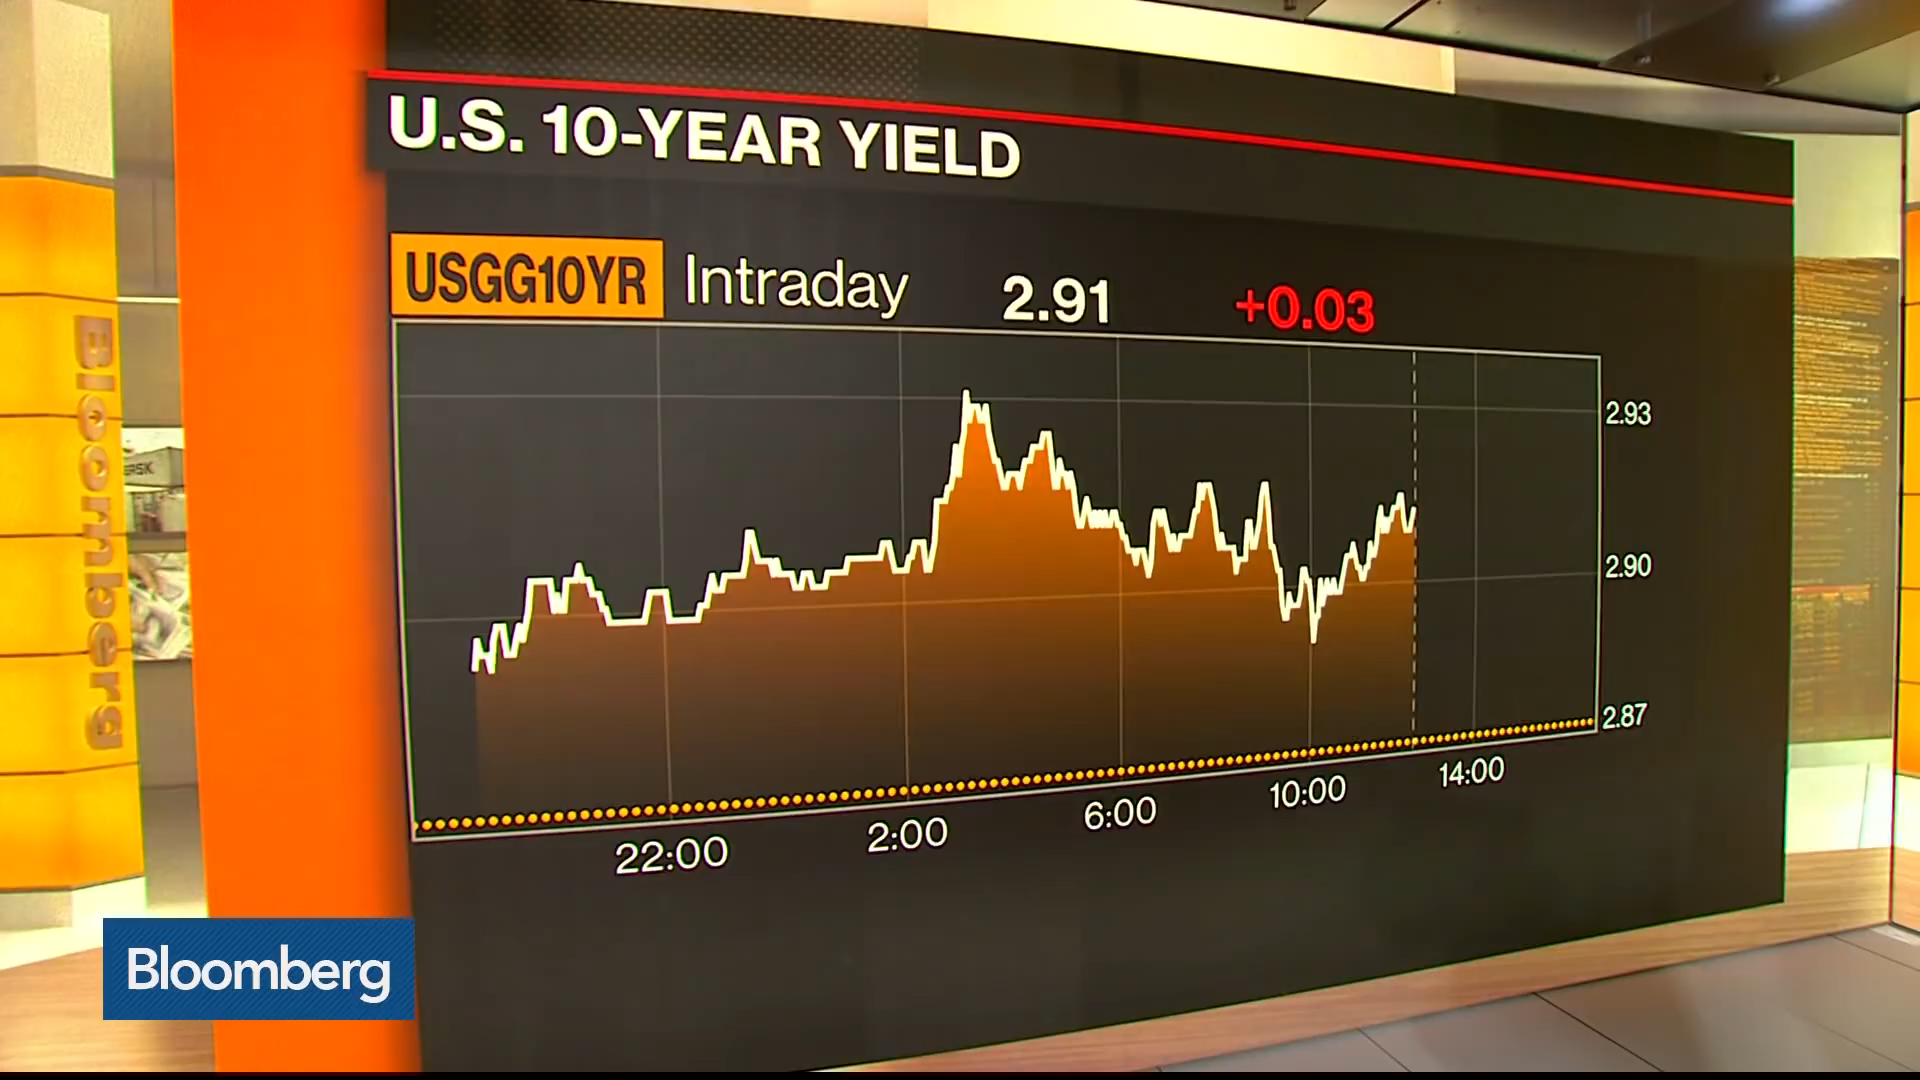 U.S. 10-YEAR YIELD
USGG10YR Intraday 2.91 +0.03
2.93
2.90
2.87
22:00 2:00 6:00 10:00 14:00
Bloomberg
Bloomberg